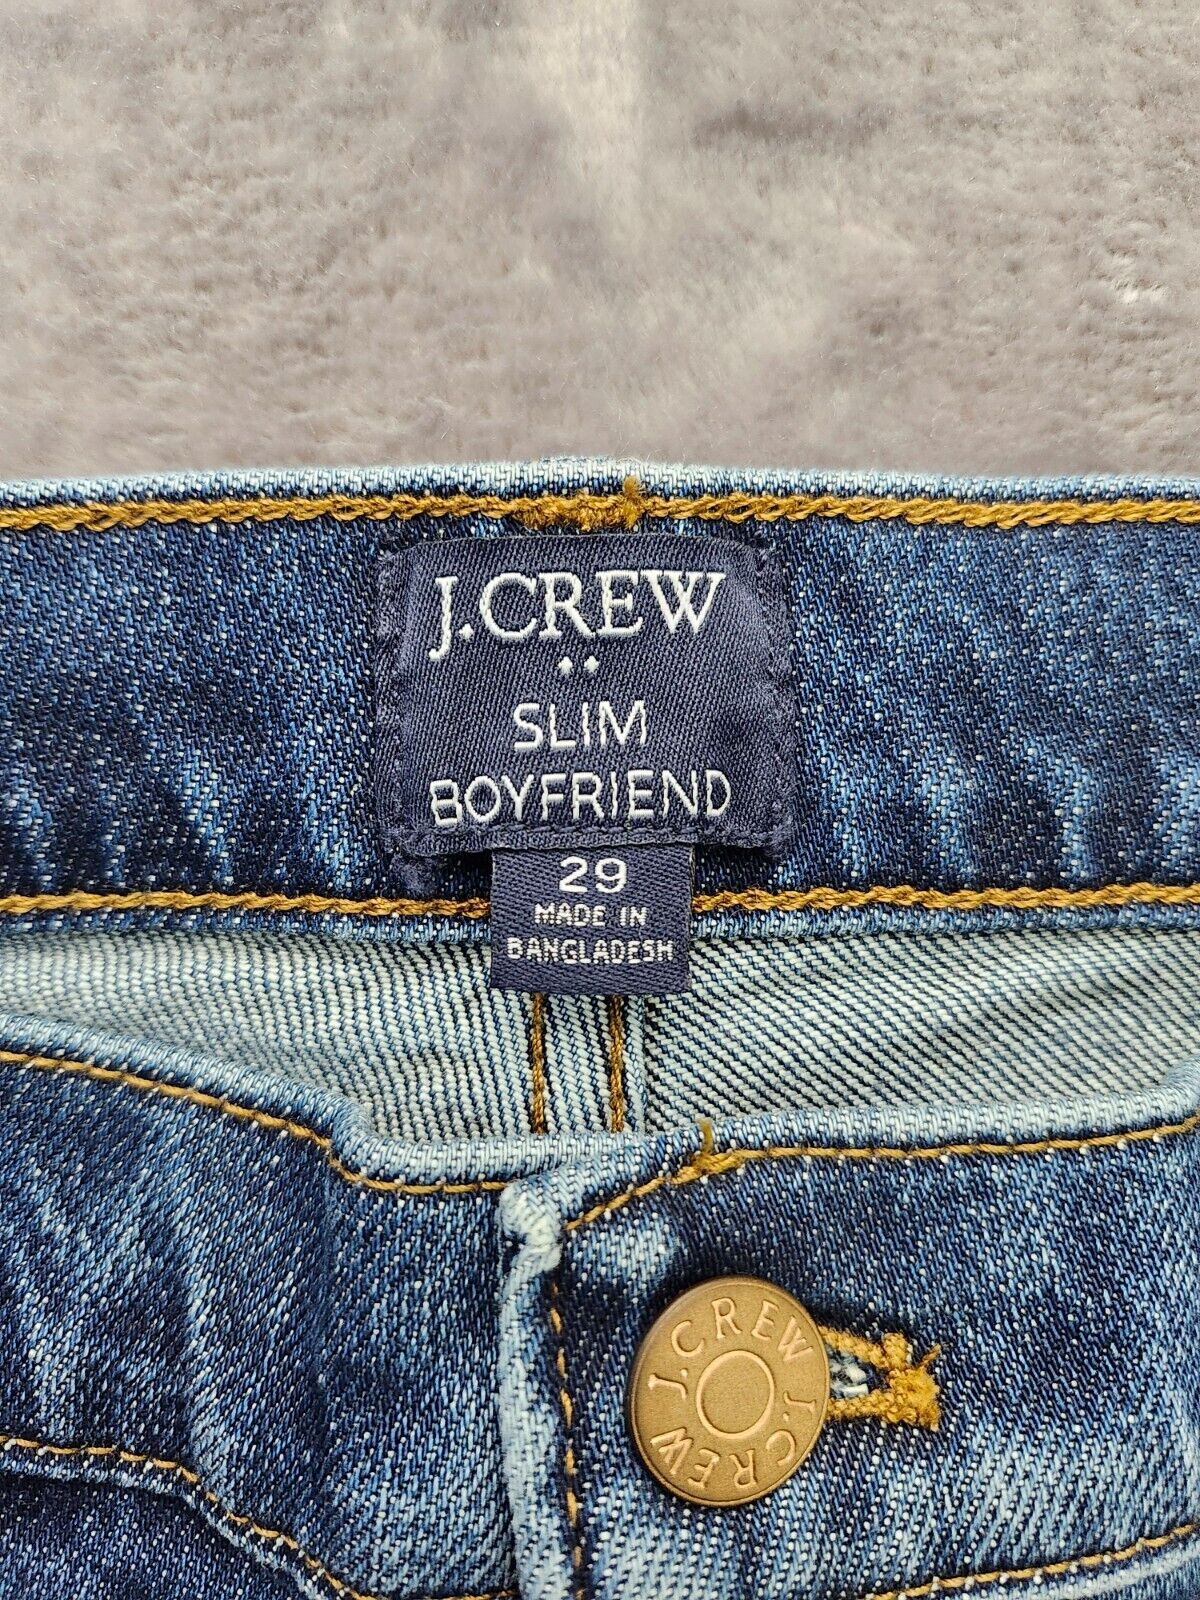 J.CREW
SLIM
BOYFRIEND
29
MADE IN
BANGLADESH
J.CREW J.CREW